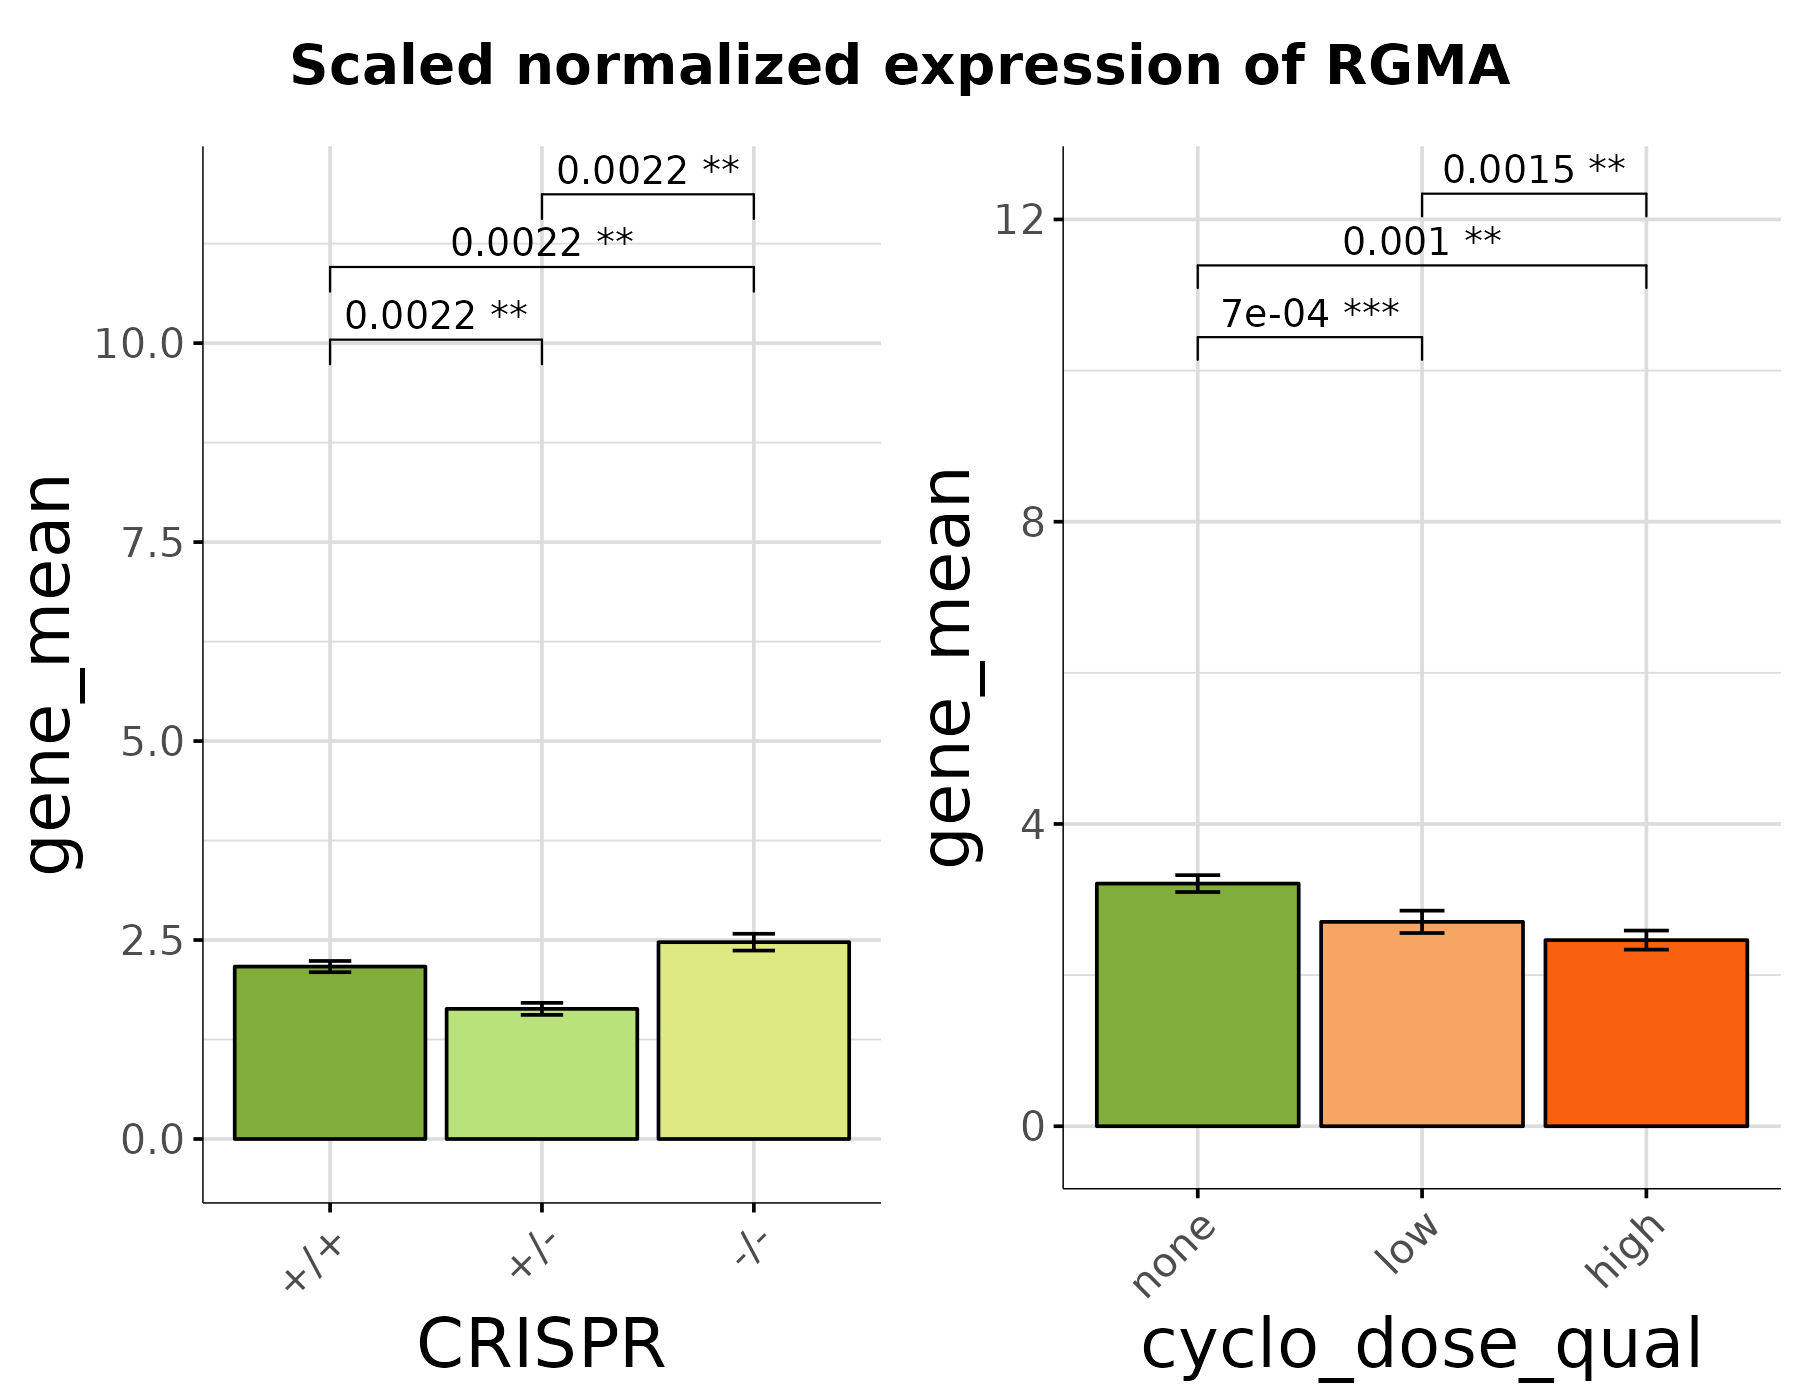 Scaled normalized expression of RGMA
0.0022 **
0.0022 **
0.0022 **
10.0
7.5
5.0
2.5
0.0
gene_mean
+/+
+/-
-/-
CRISPR
0.0015 **
0.001 **
7e-04 ***
12
8
4
0
gene_mean
none
low
high
cyclo_dose_qual